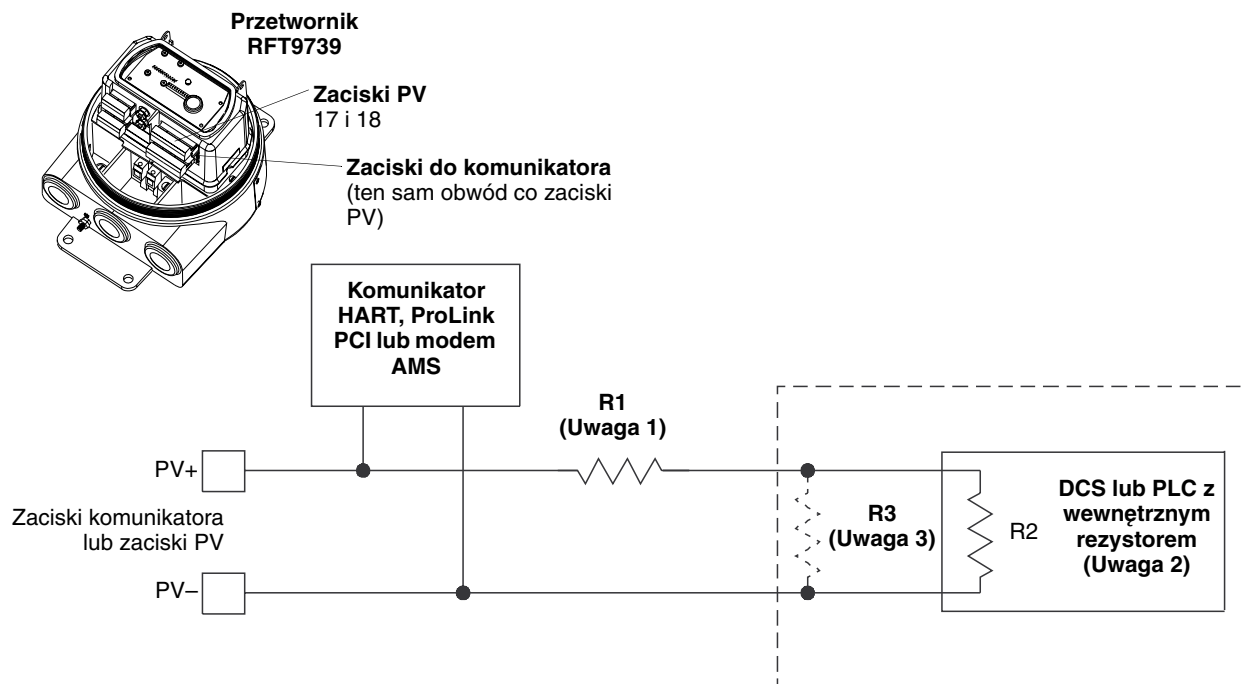 Przetwornik
RFT9739
Zaciski PV
17 i 18
Zaciski do komunikatora
(ten sam obwód co zaciski
PV)
Komunikator
HART, ProLink
PCI lub modem
AMS
R1
(Uwaga 1)
PV+
Zaciski komunikatora
lub zaciski PV
PV–
R3
(Uwaga 3)
R2
DCS lub PLC z
wewnętrznym
rezystorem
(Uwaga 2)